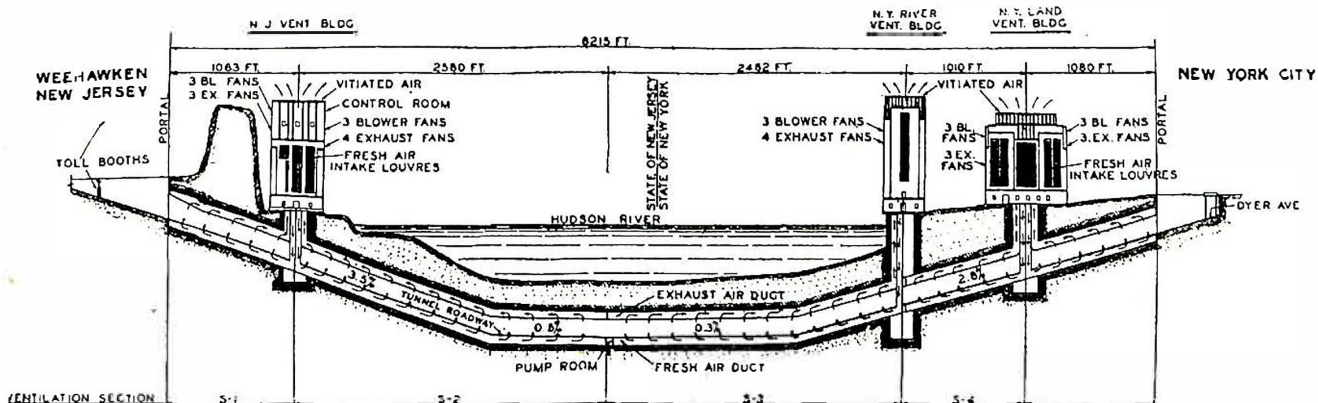 N J VENT BLDG
N.Y. RIVER
VENT. BLDG
N.Y. LAND
VENT. BLDG
8215 FT.
1063 FT.
2580 FT.
2462 FT.
1010 FT.
1080 FT.
WEEHAWKEN
NEW JERSEY
NEW YORK CITY
PORTAL
3 BL FANS
3 EX. FANS
VITIATED AIR
CONTROL ROOM
3 BLOWER FANS
4 EXHAUST FANS
FRESH AIR
INTAKE LOUVRES
STATE OF NEW JERSEY
STATE OF NEW YORK
3 BLOWER FANS
4 EXHAUST FANS
VITIATED AIR
3 BL
FANS
3 EX.
FANS
3 BL FANS
3.EX. FANS
FRESH AIR
INTAKE LOUVRES
PORTAL
TOLL BOOTHS
HUDSON RIVER
DYER AVE
3.5%
TUNNEL ROADWAY
0.5%
EXHAUST AIR DUCT
0.3%
2.8%
PUMP ROOM
FRESH AIR DUCT
VENTILATION SECTION
S-1
S-2
S-3
S-4